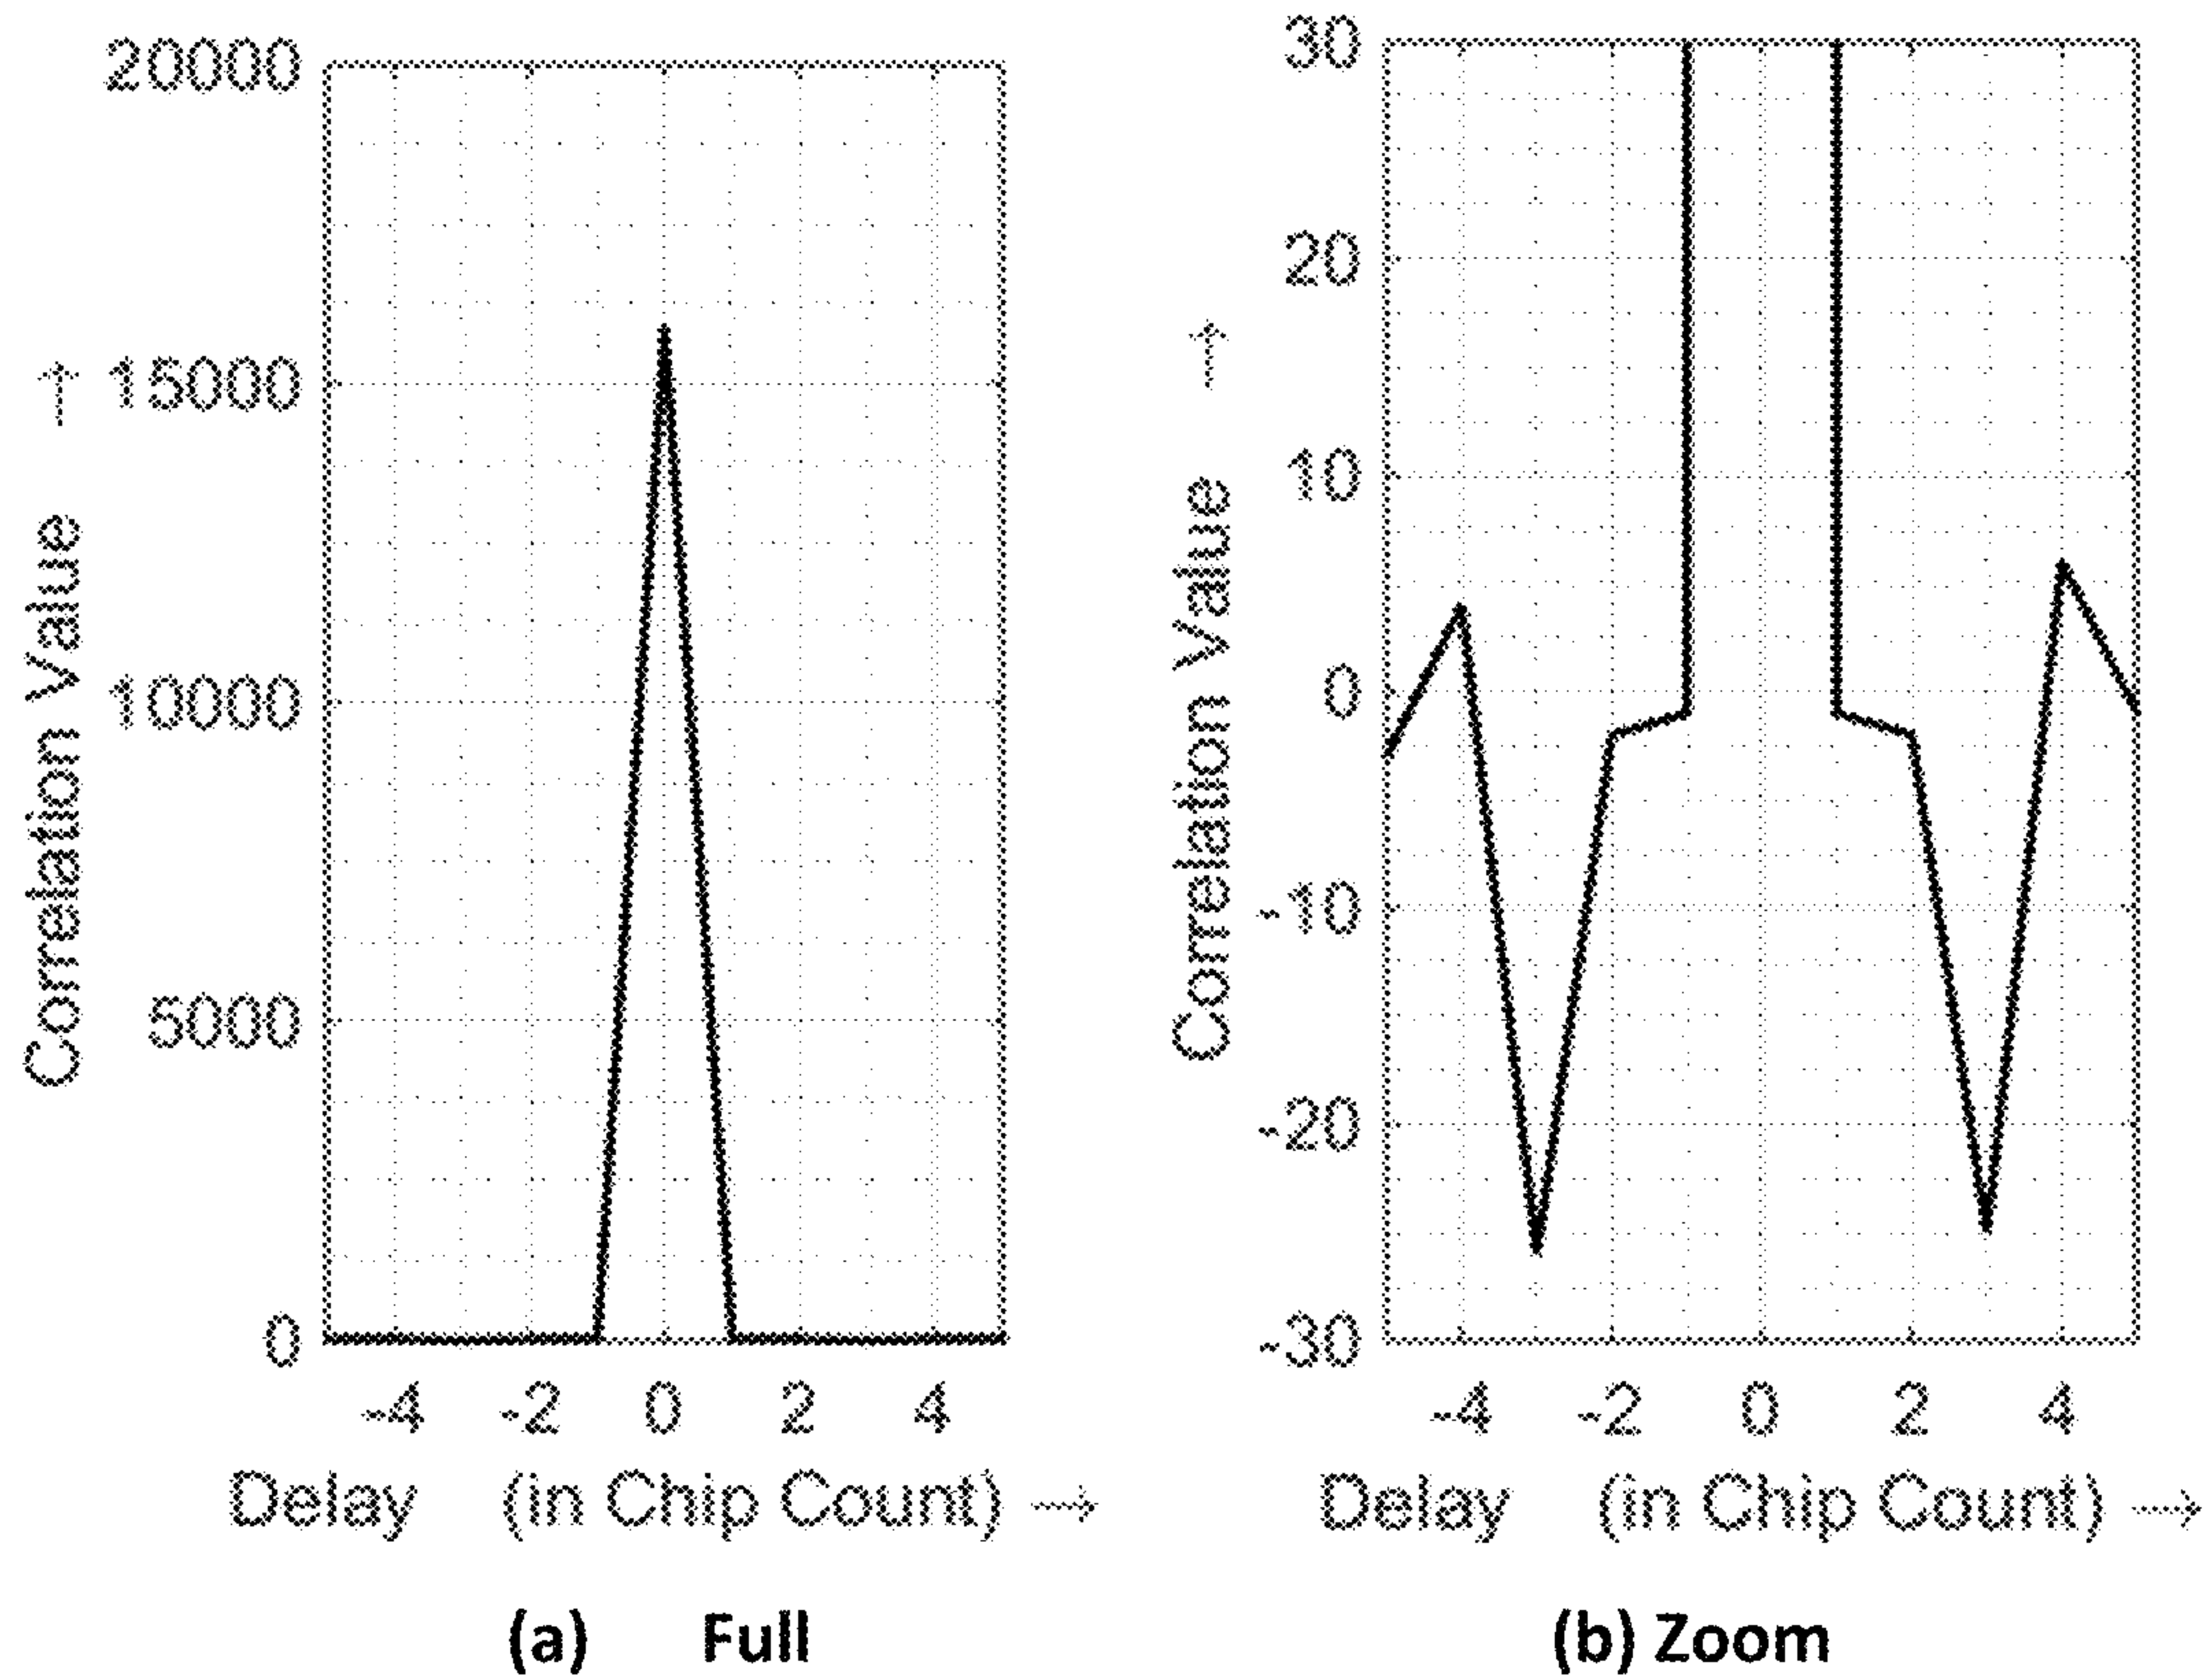 20000
15000
10000
5000
0
Correlation Value →
-4 -2 0 2 4
Delay (in Chip Count) →
(a) Full
30
20
10
0
-10
-20
-30
Correlation Value →
-4 -2 0 2 4
Delay (in Chip Count) →
(b) Zoom